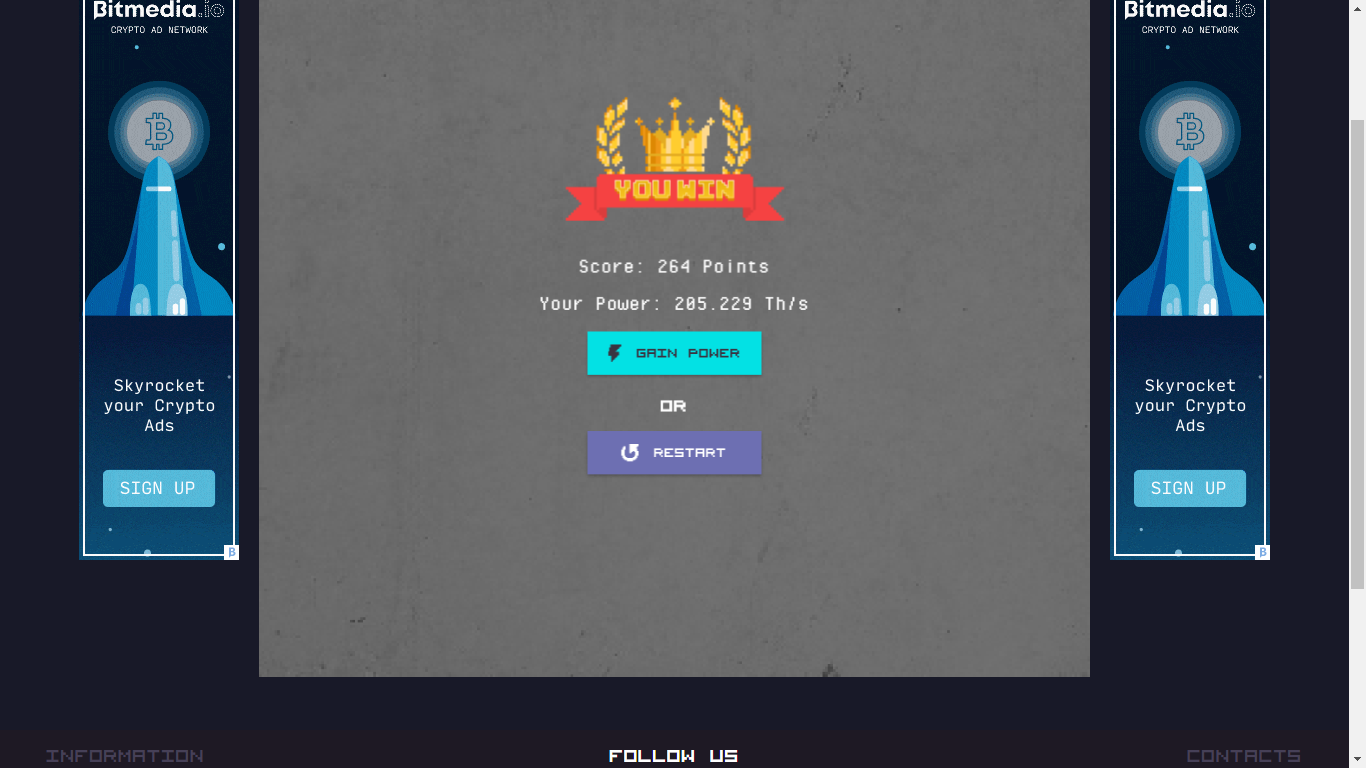 Bitmedia.io
CRYPTO AD NETWORK
Skyrocket
your Crypto
Ads
SIGN UP
YOU WIN
Score: 264 Points
Your Power: 205.229 Th/s
GAIN POWER
OR
RESTART
Bitmedia.io
CRYPTO AD NETWORK
Skyrocket
your Crypto
Ads
SIGN UP
INFORMATION
FOLLOW US
CONTACTS